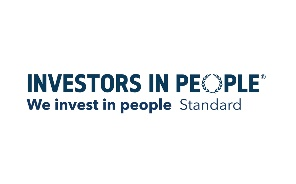 INVESTORS IN PEOPLE®
We invest in people Standard